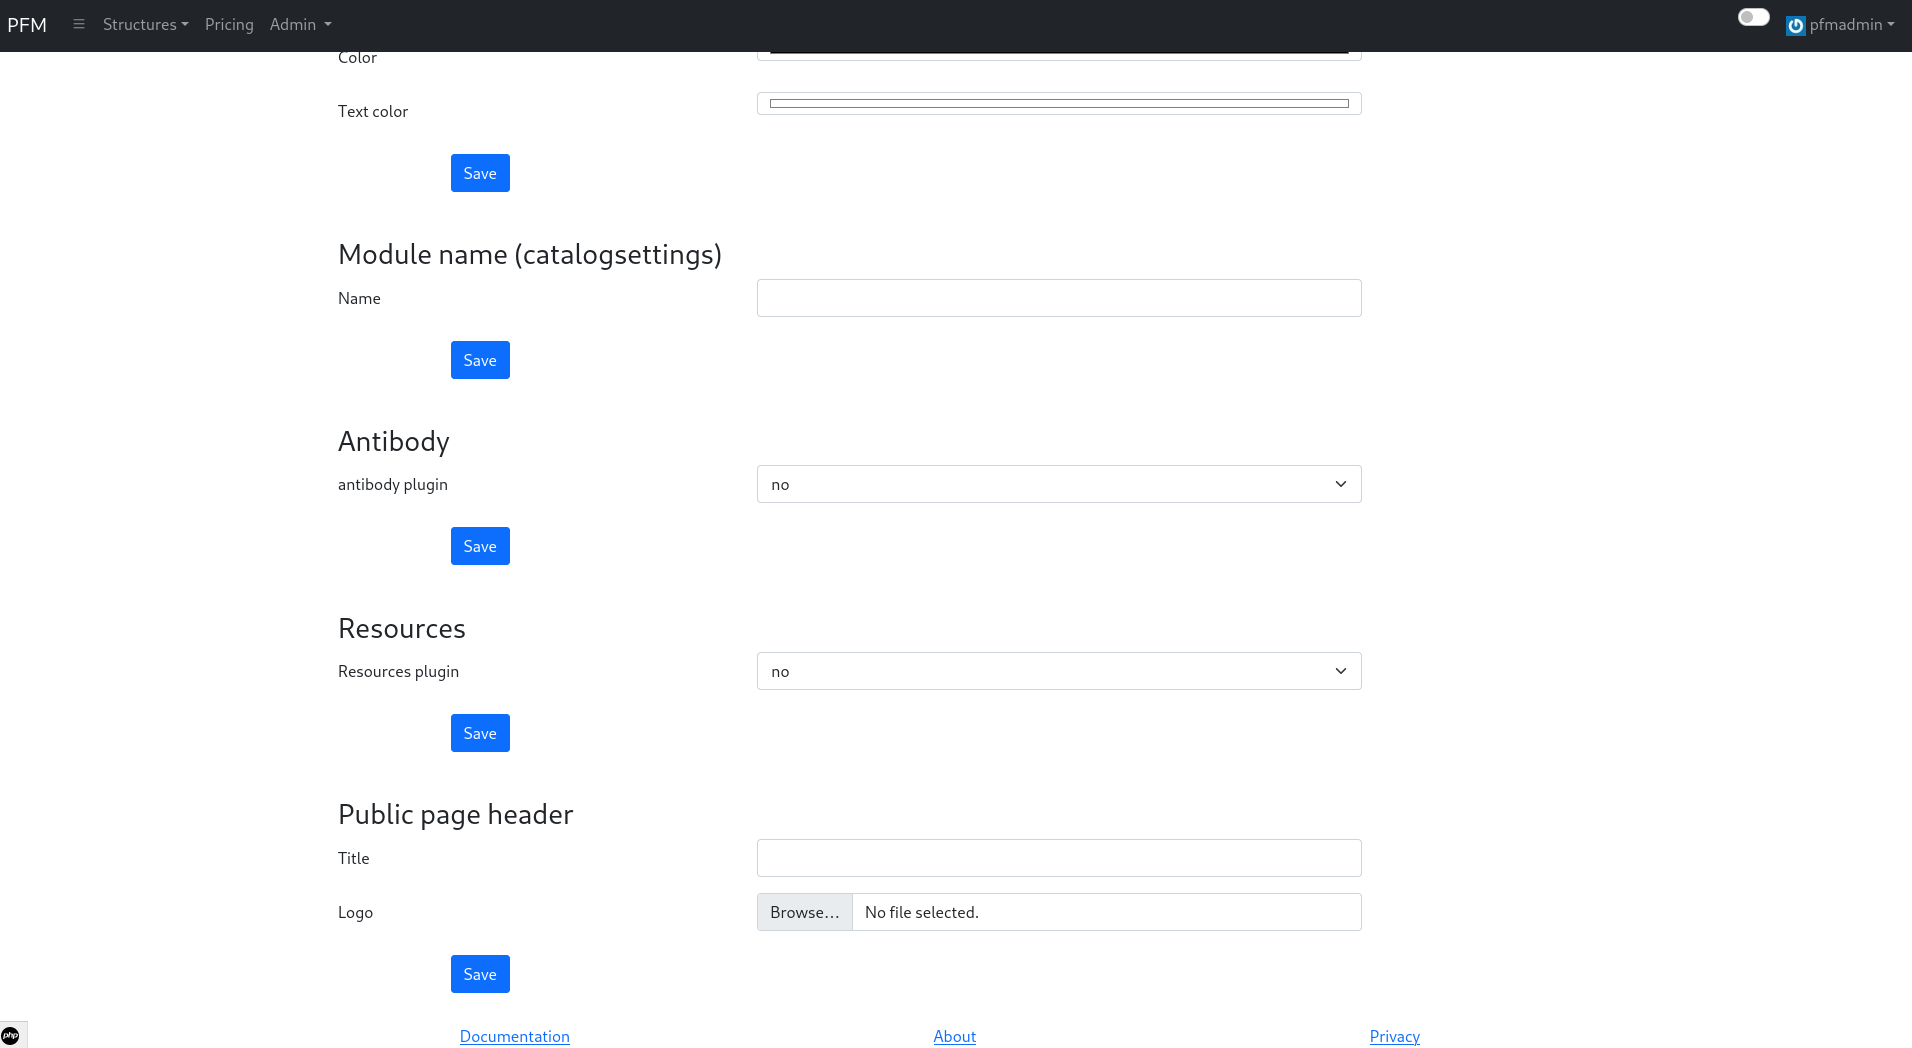 PFM Structures Pricing Admin pfmadmin
Color
Text color
Save
Module name (catalogsettings)
Name
Save
Antibody
antibody plugin no
Save
Resources
Resources plugin no
Save
Public page header
Title
Logo Browse… No file selected.
Save
php Documentation About Privacy